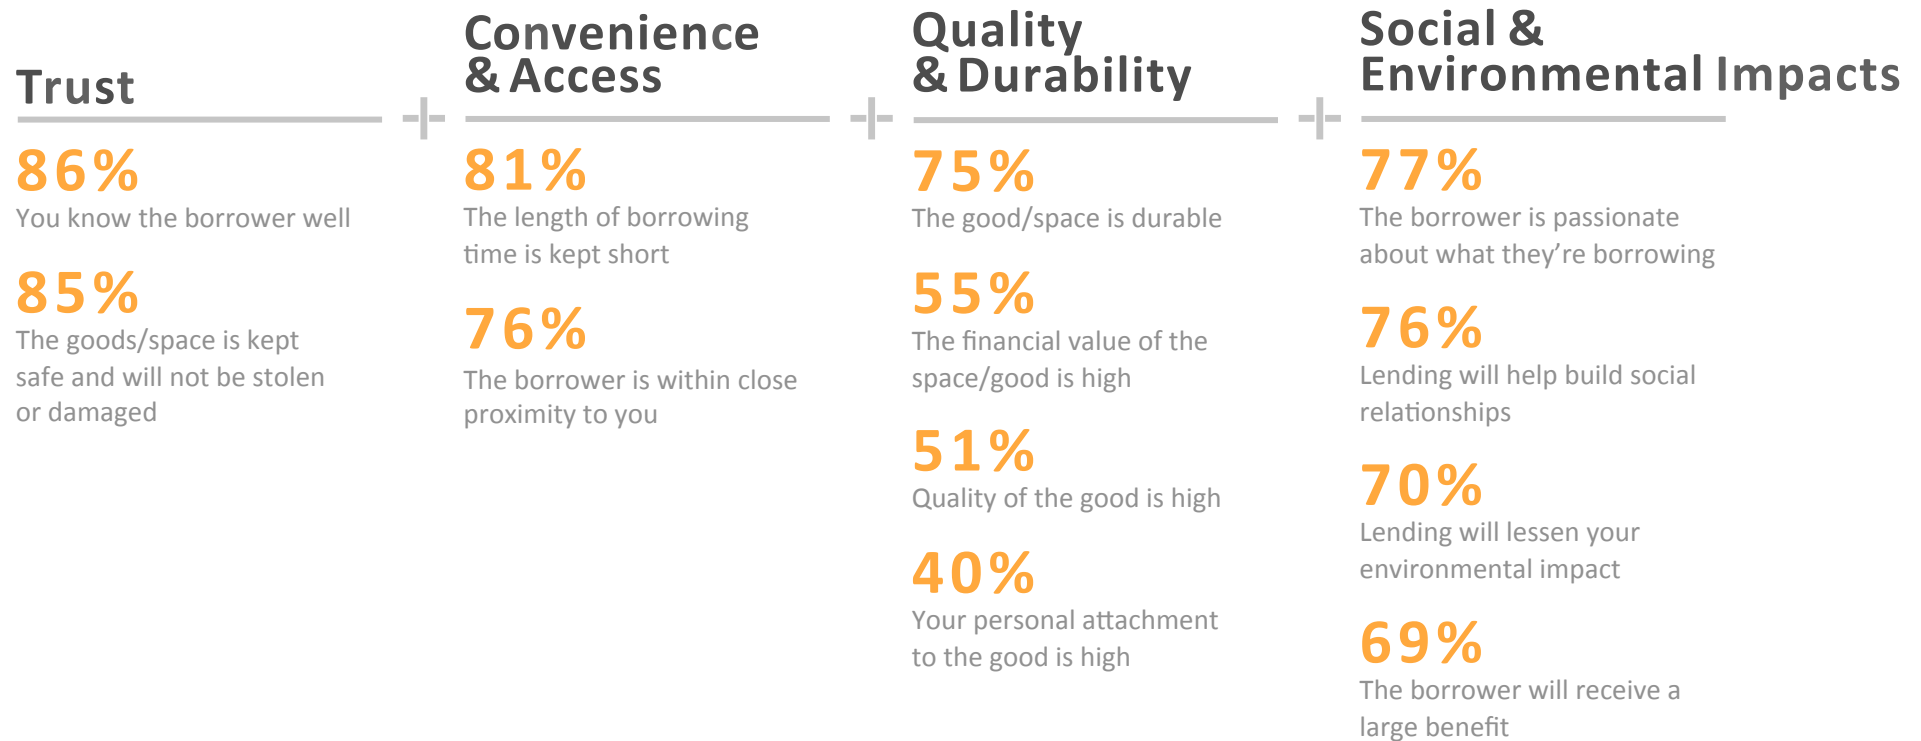 Trust
86%
You know the borrower well
85%
The goods/space is kept
safe and will not be stolen
or damaged
Convenience
& Access
81%
The length of borrowing
time is kept short
76%
The borrower is within close
proximity to you
Quality
& Durability
75%
The good/space is durable
55%
The financial value of the
space/good is high
51%
Quality of the good is high
40%
Your personal attachment
to the good is high
Social &
Environmental Impacts
77%
The borrower is passionate
about what they’re borrowing
76%
Lending will help build social
relationships
70%
Lending will lessen your
environmental impact
69%
The borrower will receive a
large benefit